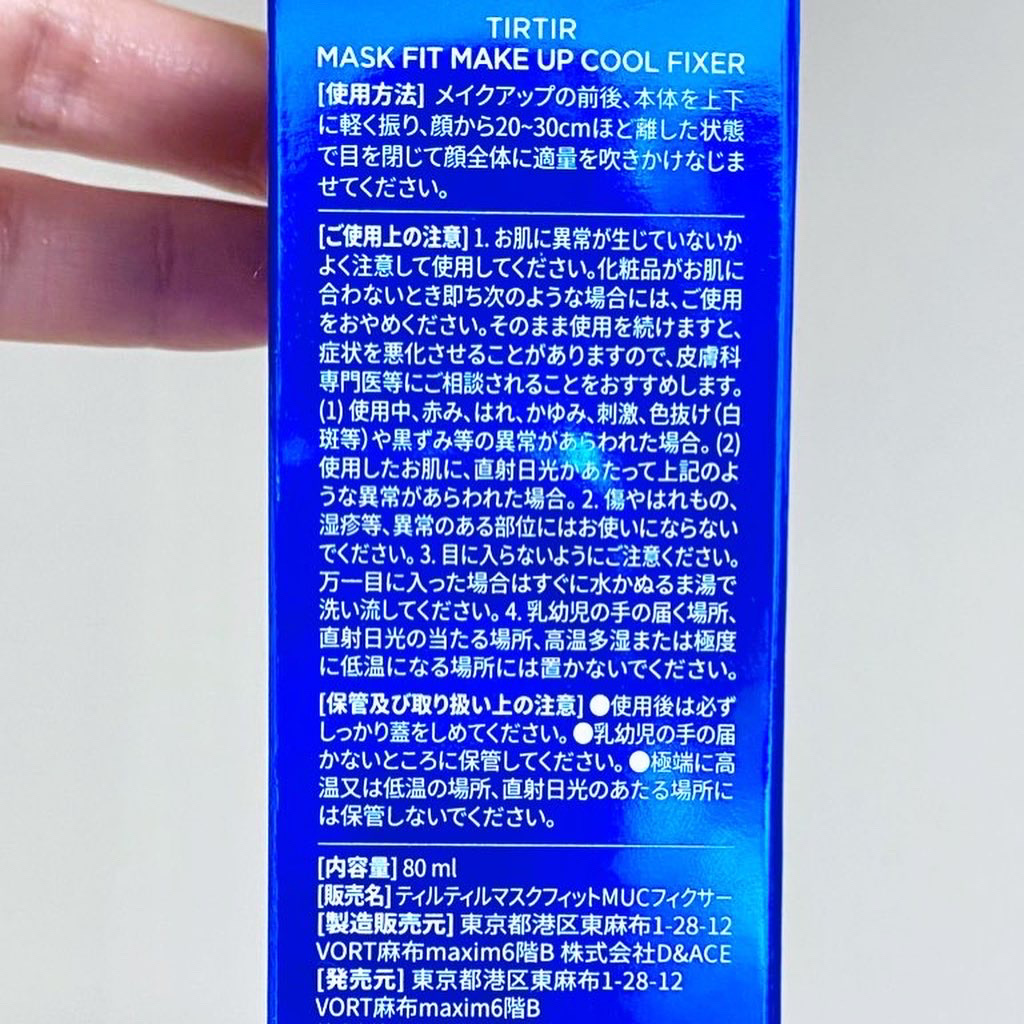 TIRTIR
MASK FIT MAKE UP COOL FIXER
[使用方法] メイクアップの前後、本体を上下
に軽く振り、顔から20~30cmほど離した状態
で目を閉じて顔全体に適量を吹きかけなじま
せてください。
[ご使用上の注意] 1. お肌に異常が生じていないか
よく注意して使用してください。化粧品がお肌に
合わないとき即ち次のような場合には、ご使用
をおやめください。そのまま使用を続けますと、
症状を悪化させることがありますので、皮膚科
専門医等にご相談されることをおすすめします。
(1) 使用中、赤み、はれ、かゆみ、刺激、色抜け(白
斑等)や黒ずみ等の異常があらわれた場合。(2)
使用したお肌に、直射日光があたって上記のよ
うな異常があらわれた場合。2. 傷やはれもの、
湿疹等、異常のある部位にはお使いにならない
でください。3. 目に入らないようにご注意ください。
万一目に入った場合はすぐに水かぬるま湯で
洗い流してください。4. 乳幼児の手の届く場所、
直射日光の当たる場所、高温多湿または極度
に低温になる場所には置かないでください。
[保管及び取り扱い上の注意] ●使用後は必ず
しっかり蓋をしめてください。●乳幼児の手の届
かないところに保管してください。●極端に高
温又は低温の場所、直射日光のあたる場所に
は保管しないでください。
[内容量] 80 ml
[販売名] ティルティルマスクフィットMUCフィクサー
[製造販売元] 東京都港区東麻布1-28-12
VORT麻布maxim6階B 株式会社D&ACE
[発売元] 東京都港区東麻布1-28-12
VORT麻布maxim6階B